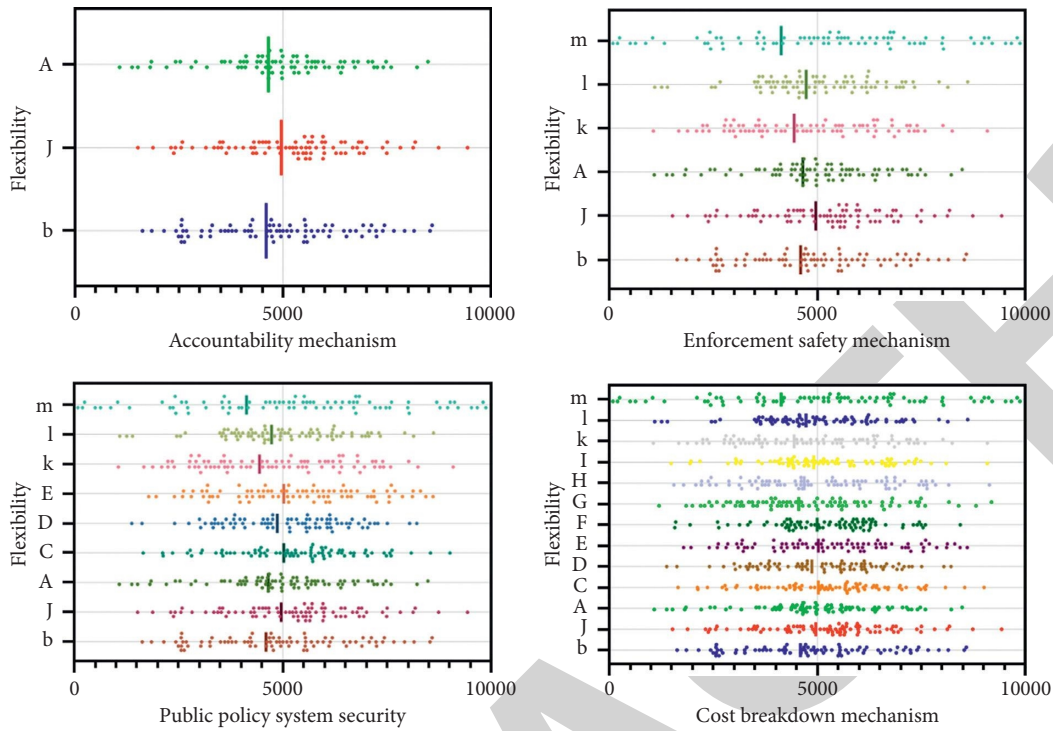 Flexibility
A
J
b
0
5000
10000
Accountability mechanism
Flexibility
m
l
k
A
J
b
0
5000
10000
Enforcement safety mechanism
Flexibility
m
l
k
E
D
C
A
J
b
0
5000
10000
Public policy system security
Flexibility
m
l
k
I
H
G
F
E
D
C
A
J
b
0
5000
10000
Cost breakdown mechanism